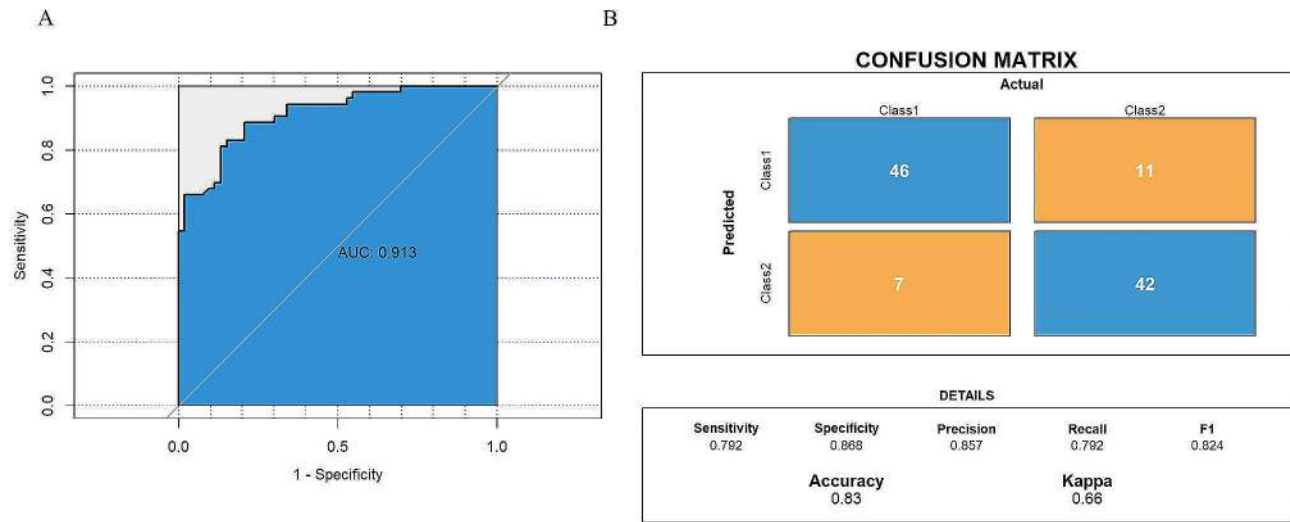 A
Sensitivity
1.0
0.8
0.6
0.4
0.2
0.0
AUC: 0.913
0.0 0.5 1.0
1 - Specificity
B
CONFUSION MATRIX
Actual
Class1 Class2
Predicted
Class1 46 11
Class2 7 42
DETAILS
Sensitivity Specificity Precision Recall F1
0.792 0.868 0.857 0.792 0.824
Accuracy Kappa
0.83 0.66